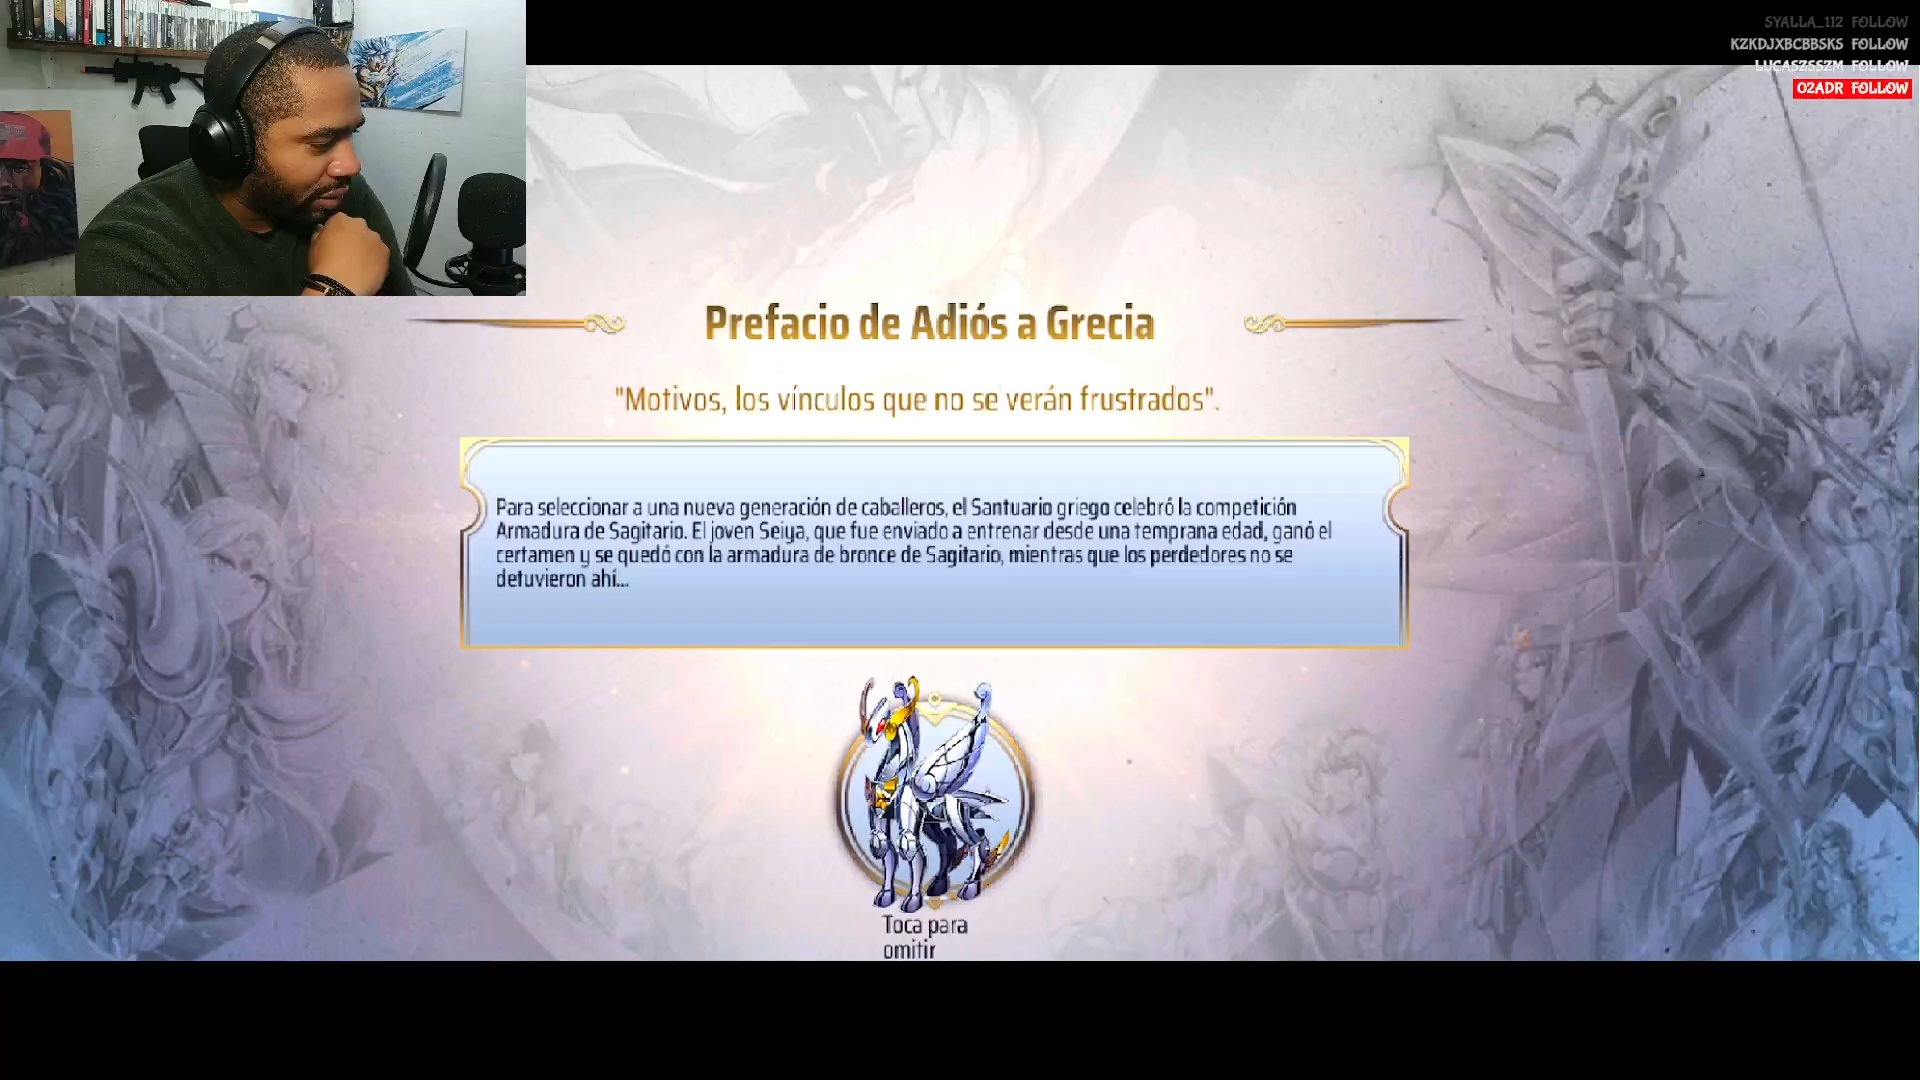 SYALLA_112 FOLLOW
KZKDJXBCBBSKS FOLLOW
LUCASZSSZM FOLLOW
OZADR FOLLOW
Prefacio de Adiós a Grecia
"Motivos, los vínculos que no se verán frustrados".
Para seleccionar a una nueva generación de caballeros, el Santuario griego celebró la competición
Armadura de Sagitario. El joven Seiya, que fue enviado a entrenar desde una temprana edad, ganó el
certamen y se quedó con la armadura de bronce de Sagitario, mientras que los perdedores no se
detuvieron ahí...
Toca para
omitir